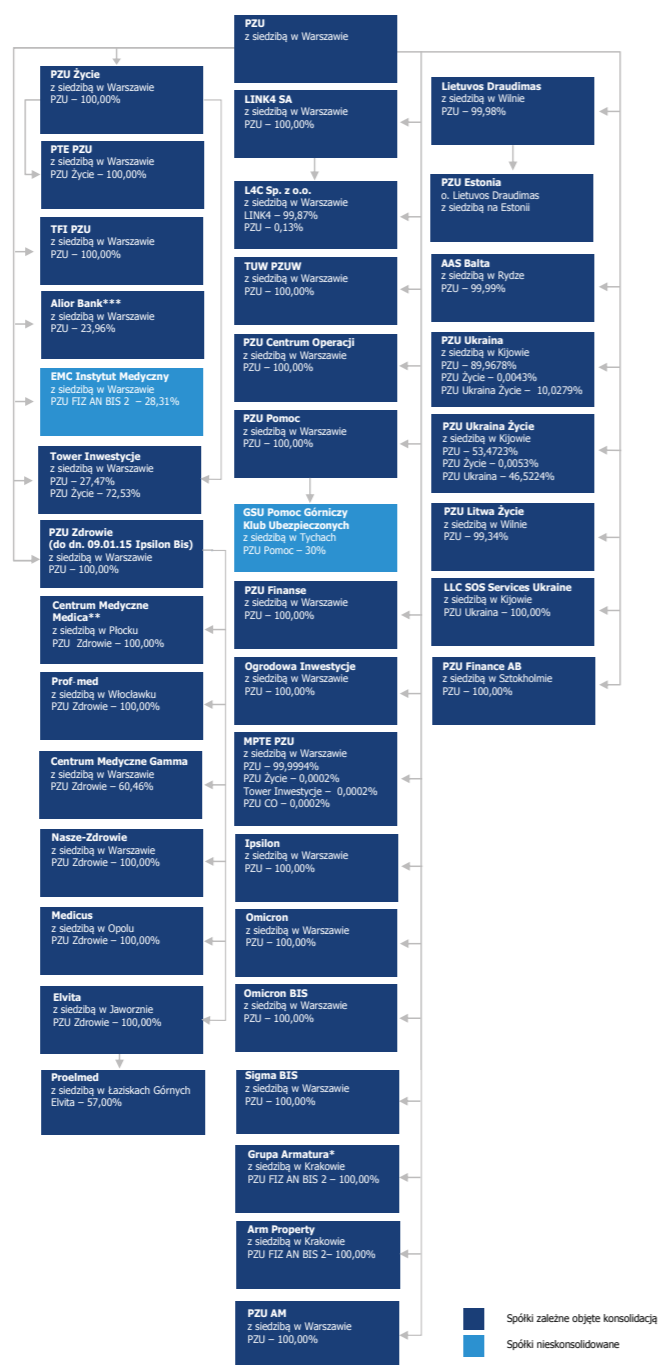 PZU
z siedzibą w Warszawie
PZU Życie
z siedzibą w Warszawie
PZU – 100,00%
PTE PZU
z siedzibą w Warszawie
PZU Życie – 100,00%
TFI PZU
z siedzibą w Warszawie
PZU – 100,00%
Alior Bank***
z siedzibą w Warszawie
PZU – 23,96%
EMC Instytut Medyczny
z siedzibą w Warszawie
PZU FIZ AN BIS 2 – 28,31%
Tower Inwestycje
z siedzibą w Warszawie
PZU – 27,47%
PZU Życie – 72,53%
PZU Zdrowie
(do dn. 09.01.15 Ipsilon Bis)
z siedzibą w Warszawie
PZU – 100,00%
Centrum Medyczne
Medica**
z siedzibą w Płocku
PZU Zdrowie – 100,00%
Prof-med
z siedzibą w Włocławku
PZU Zdrowie – 100,00%
Centrum Medyczne Gamma
z siedzibą w Warszawie
PZU Zdrowie – 60,46%
Nasze-Zdrowie
z siedzibą w Warszawie
PZU Zdrowie – 100,00%
Medicus
z siedzibą w Opolu
PZU Zdrowie – 100,00%
Elvita
z siedzibą w Jaworznie
PZU Zdrowie – 100,00%
Proelmed
z siedzibą w Łaziskach Górnych
Elvita – 57,00%
LINK4 SA
z siedzibą w Warszawie
PZU – 100,00%
L4C Sp. z o.o.
z siedzibą w Warszawie
LINK4 – 99,87%
PZU – 0,13%
TUW PZUW
z siedzibą w Warszawie
PZU – 100,00%
PZU Centrum Operacji
z siedzibą w Warszawie
PZU – 100,00%
PZU Pomoc
z siedzibą w Warszawie
PZU – 100,00%
GSU Pomoc Górniczy
Klub Ubezpieczonych
z siedzibą w Tychach
PZU Pomoc – 30%
PZU Finanse
z siedzibą w Warszawie
PZU – 100,00%
Ogrodowa Inwestycje
z siedzibą w Warszawie
PZU – 100,00%
MPTE PZU
z siedzibą w Warszawie
PZU – 99,9994%
PZU Życie – 0,0002%
Tower Inwestycje – 0,0002%
PZU CO – 0,0002%
Ipsilon
z siedzibą w Warszawie
PZU – 100,00%
Omicron
z siedzibą w Warszawie
PZU – 100,00%
Omicron BIS
z siedzibą w Warszawie
PZU – 100,00%
Sigma BIS
z siedzibą w Warszawie
PZU – 100,00%
Grupa Armatura*
z siedzibą w Krakowie
PZU FIZ AN BIS 2 – 100,00%
Arm Property
z siedzibą w Krakowie
PZU FIZ AN BIS 2– 100,00%
PZU AM
z siedzibą w Warszawie
PZU – 100,00%
Lietuvos Draudimas
z siedzibą w Wilnie
PZU – 99,98%
PZU Estonia
o. Lietuvos Draudimas
z siedzibą na Estonii
AAS Balta
z siedzibą w Rydze
PZU – 99,99%
PZU Ukraina
z siedzibą w Kijowie
PZU – 89,9678%
PZU Życie – 0,0043%
PZU Ukraina Życie – 10,0279%
PZU Ukraina Życie
z siedzibą w Kijowie
PZU – 53,4723%
PZU Życie – 0,0053%
PZU Ukraina – 46,5224%
PZU Litwa Życie
z siedzibą w Wilnie
PZU – 99,34%
LLC SOS Services Ukraine
z siedzibą w Kijowie
PZU Ukraina – 100,00%
PZU Finance AB
z siedzibą w Sztokholmie
PZU – 100,00%
Spółki zależne objęte konsolidacją
Spółki nieskonsolidowane